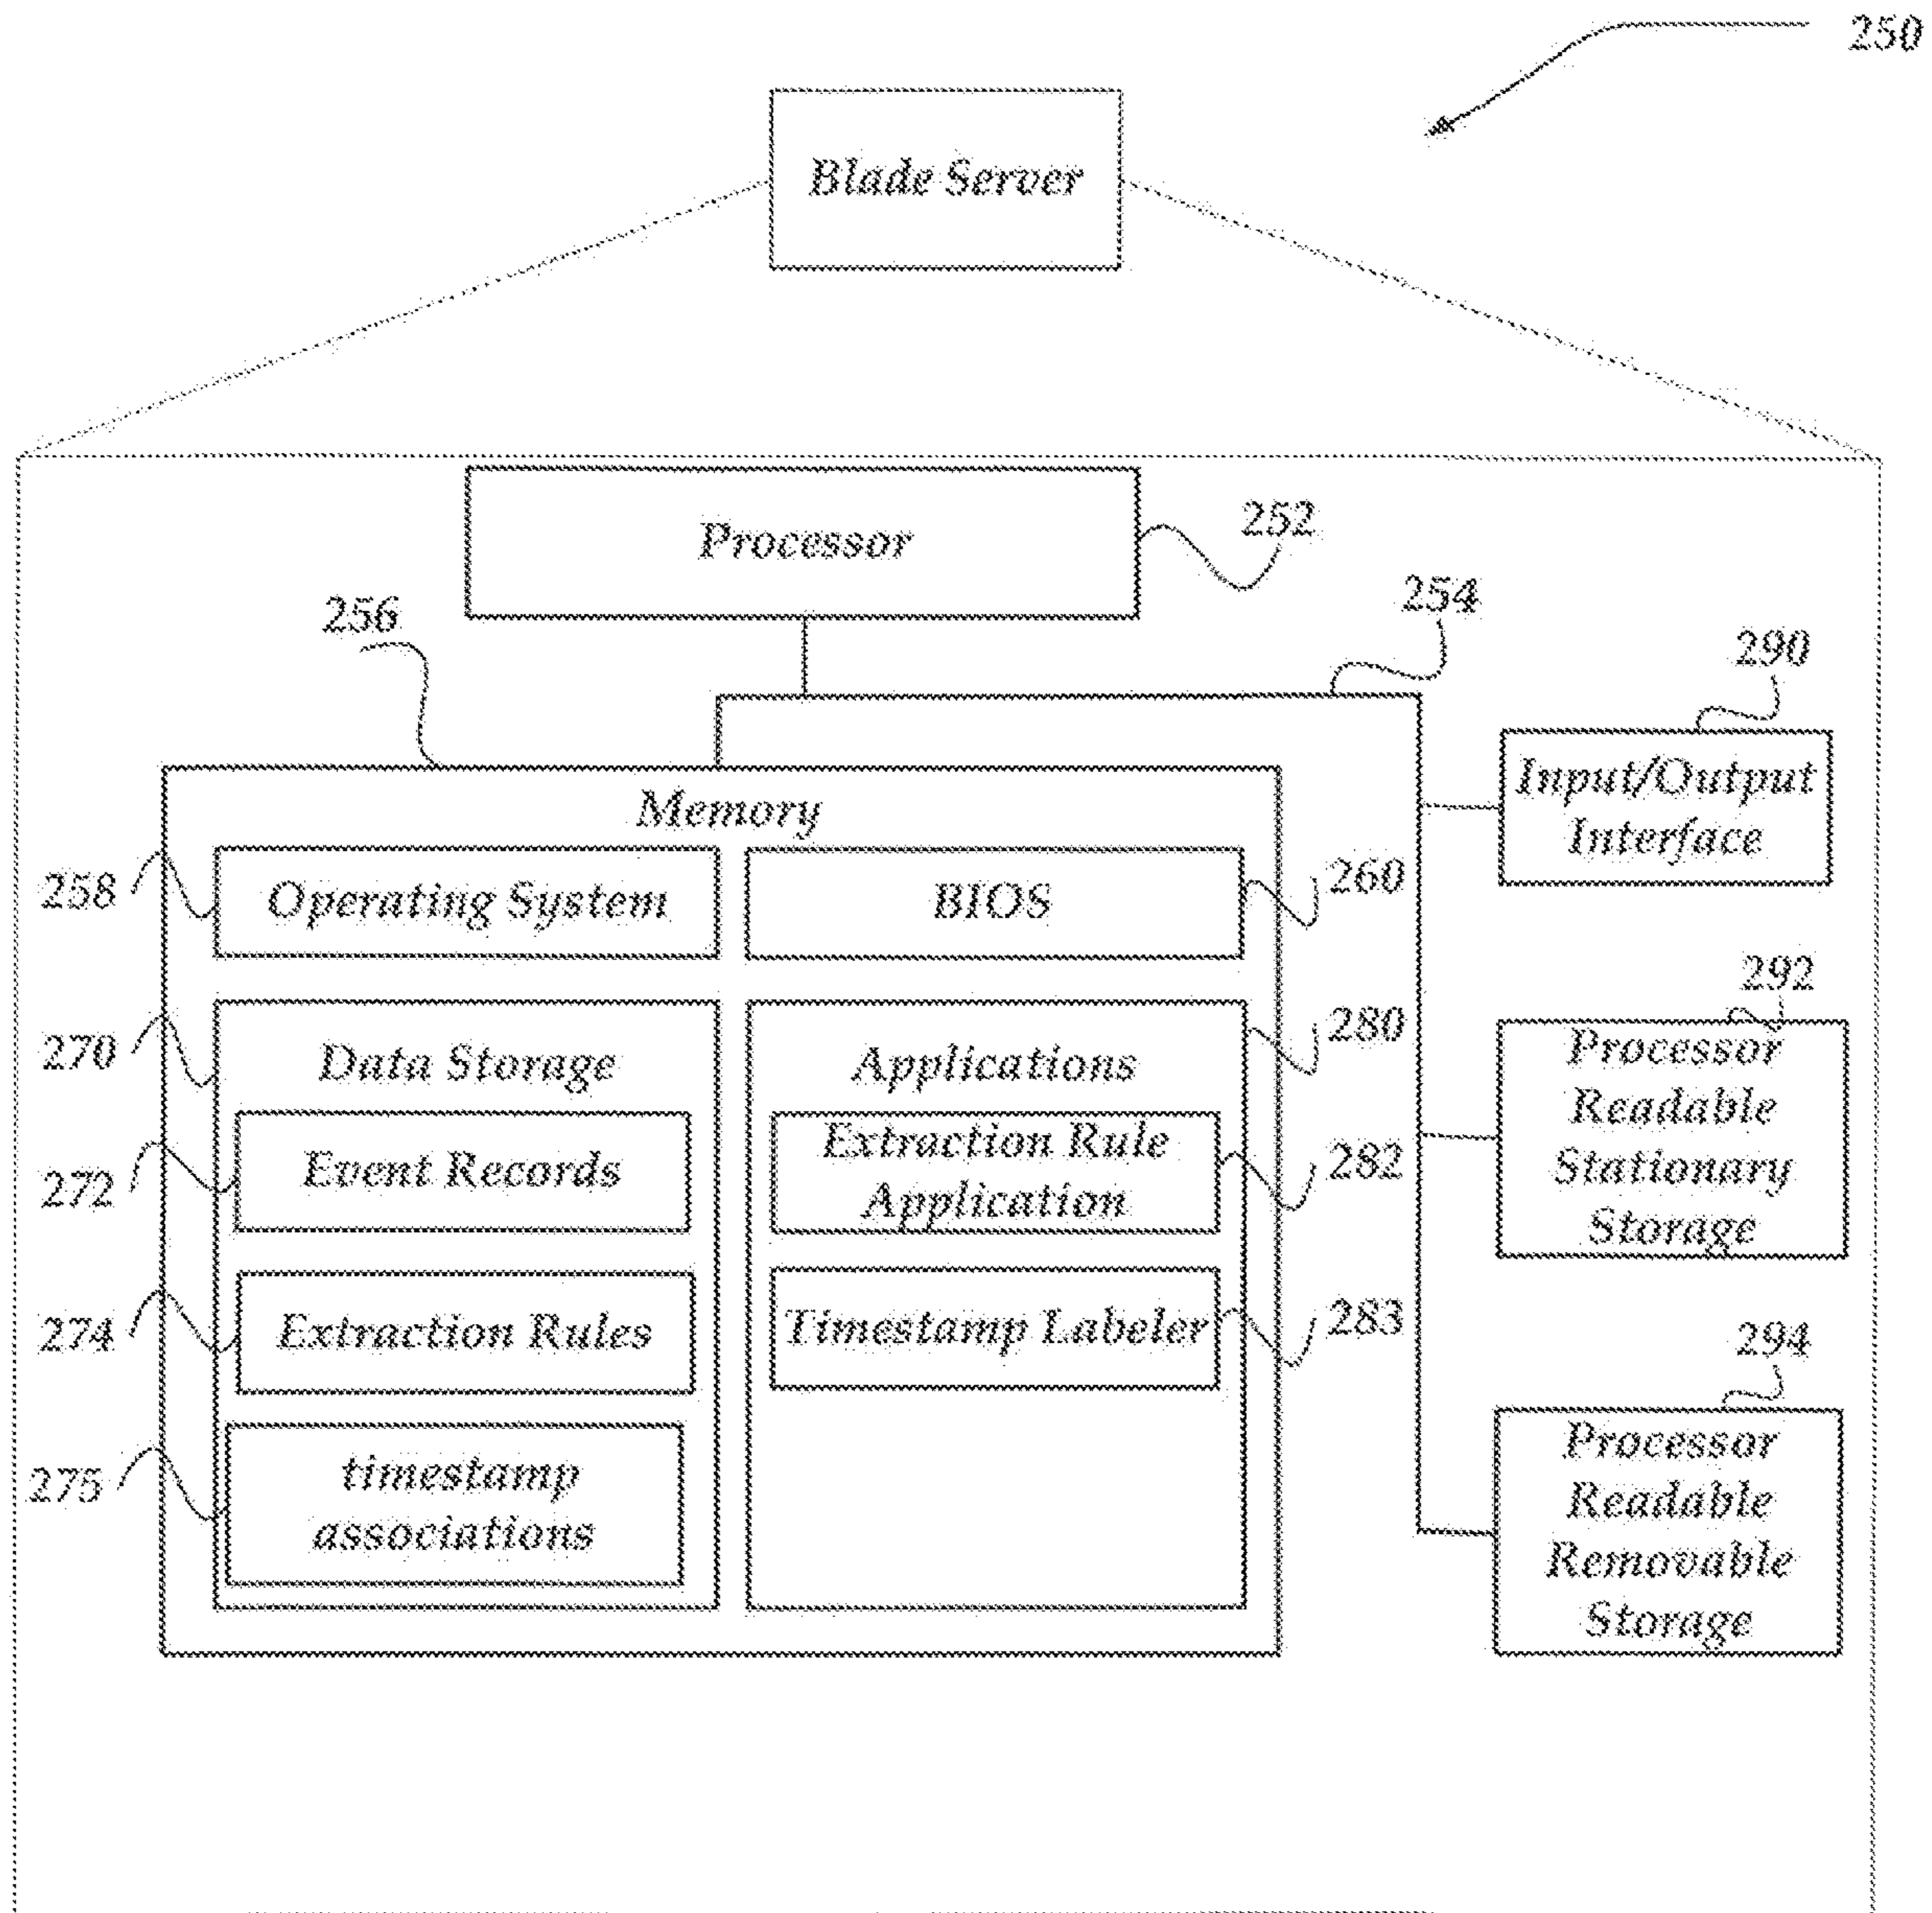 250
Blade Server
Processor
252
254
256
290
Input/Output
Interface
Memory
258
Operating System
BIOS
260
292
Processor
Readable
Stationary
Storage
270
Data Storage
Applications
280
272
Event Records
Extraction Rule
Application
282
274
Extraction Rules
Timestamp Labeler
283
294
Processor
Readable
Removable
Storage
275
timestamp
associations